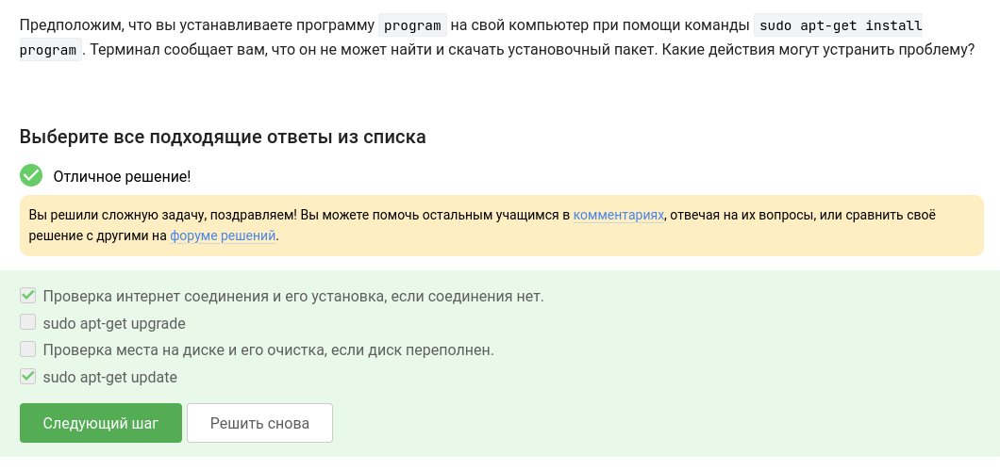 Предположим, что вы устанавливаете программу program на свой компьютер при помощи команды sudo apt-get install
program. Терминал сообщает вам, что он не может найти и скачать установочный пакет. Какие действия могут устранить проблему?
Выберите все подходящие ответы из списка
Отличное решение!
Вы решили сложную задачу, поздравляем! Вы можете помочь остальным учащимся в комментариях, отвечая на их вопросы, или сравнить своё
решение с другими на форуме решений.
Проверка интернет соединения и его установка, если соединения нет.
sudo apt-get upgrade
Проверка места на диске и его очистка, если диск переполнен.
sudo apt-get update
Следующий шаг Решить снова